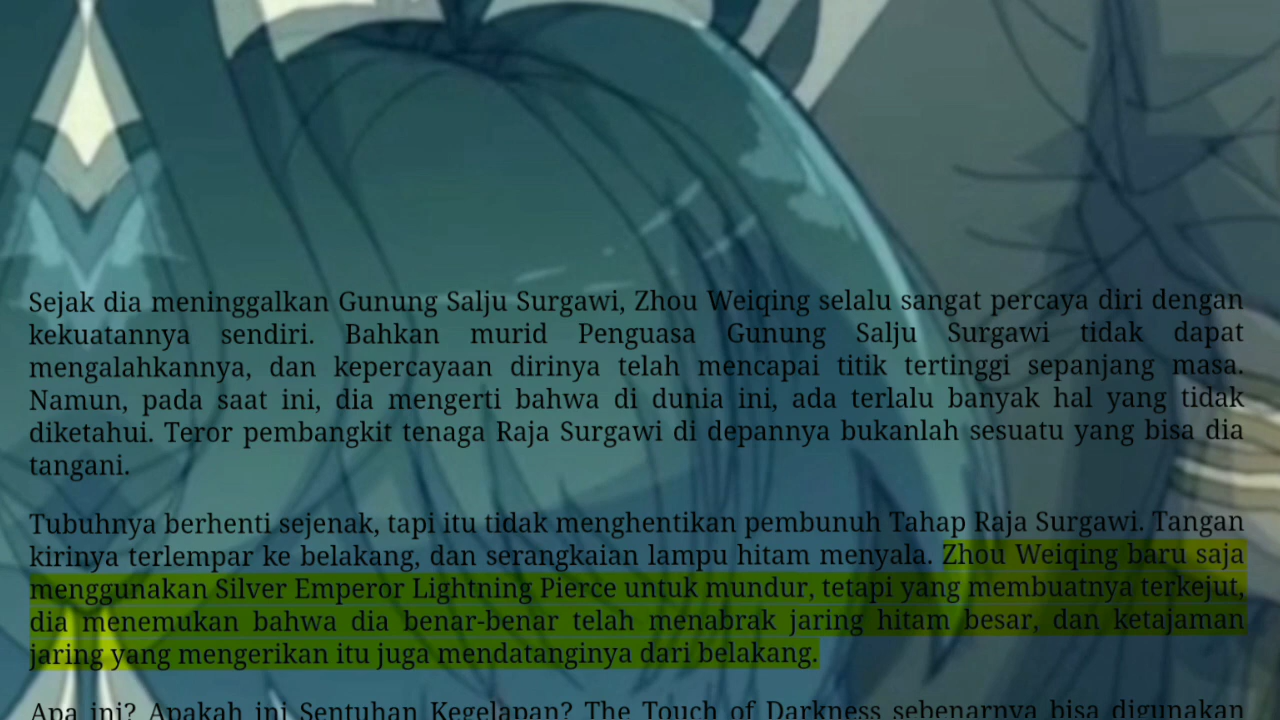 Sejak dia meninggalkan Gunung Salju Surgawi, Zhou Weiqing selalu sangat percaya diri dengan
kekuatannya sendiri. Bahkan murid Penguasa Gunung Salju Surgawi tidak dapat
mengalahkannya, dan kepercayaan dirinya telah mencapai titik tertinggi sepanjang masa.
Namun, pada saat ini, dia mengerti bahwa di dunia ini, ada terlalu banyak hal yang tidak
diketahui. Teror pembangkit tenaga Raja Surgawi di depannya bukanlah sesuatu yang bisa dia
tangani.
Tubuhnya berhenti sejenak, tapi itu tidak menghentikan pembunuh Tahap Raja Surgawi. Tangan
kirinya terlempar ke belakang, dan serangkaian lampu hitam menyala. Zhou Weiqing baru saja
menggunakan Silver Emperor Lightning Pierce untuk mundur, tetapi yang membuatnya terkejut,
dia menemukan bahwa dia benar-benar telah menabrak jaring hitam besar, dan ketajaman
jaring yang mengerikan itu juga mendatanginya dari belakang.
Apa ini? Apakah ini Sentuhan Kegelapan? The Touch of Darkness sebenarnya bisa digunakan